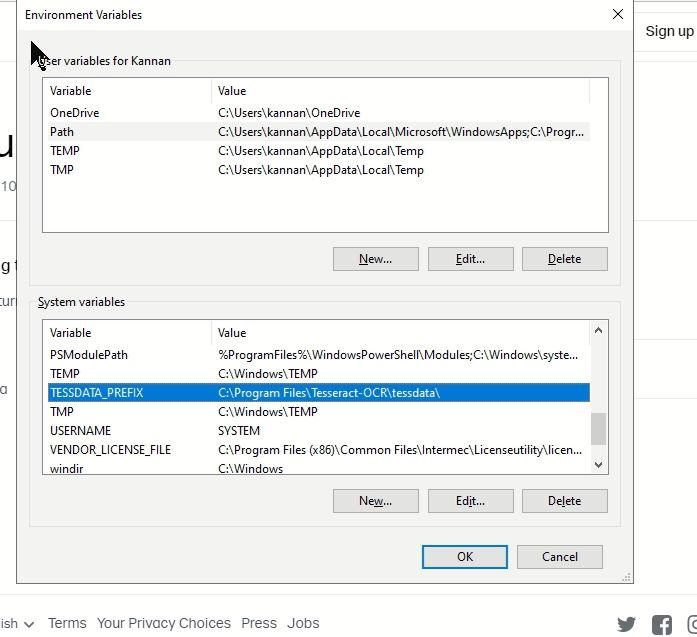 Environment Variables
Sign up
User variables for Kannan
Variable Value
OneDrive C:\Users\kannan\OneDrive
Path C:\Users\kannan\AppData\Local\Microsoft\WindowsApps;C:\Progr...
TEMP C:\Users\kannan\AppData\Local\Temp
TMP C:\Users\kannan\AppData\Local\Temp
10
New... Edit... Delete
System variables
Variable Value
PSModulePath %ProgramFiles%\WindowsPowerShell\Modules;C:\Windows\syste...
TEMP C:\Windows\TEMP
TESSDATA_PREFIX C:\Program Files\Tesseract-OCR\tessdata\
TMP C:\Windows\TEMP
USERNAME SYSTEM
VENDOR_LICENSE_FILE C:\Program Files (x86)\Common Files\Intermec\Licenseutility\licen...
windir C:\Windows
New... Edit... Delete
OK Cancel
ish Terms Your Privacy Choices Press Jobs